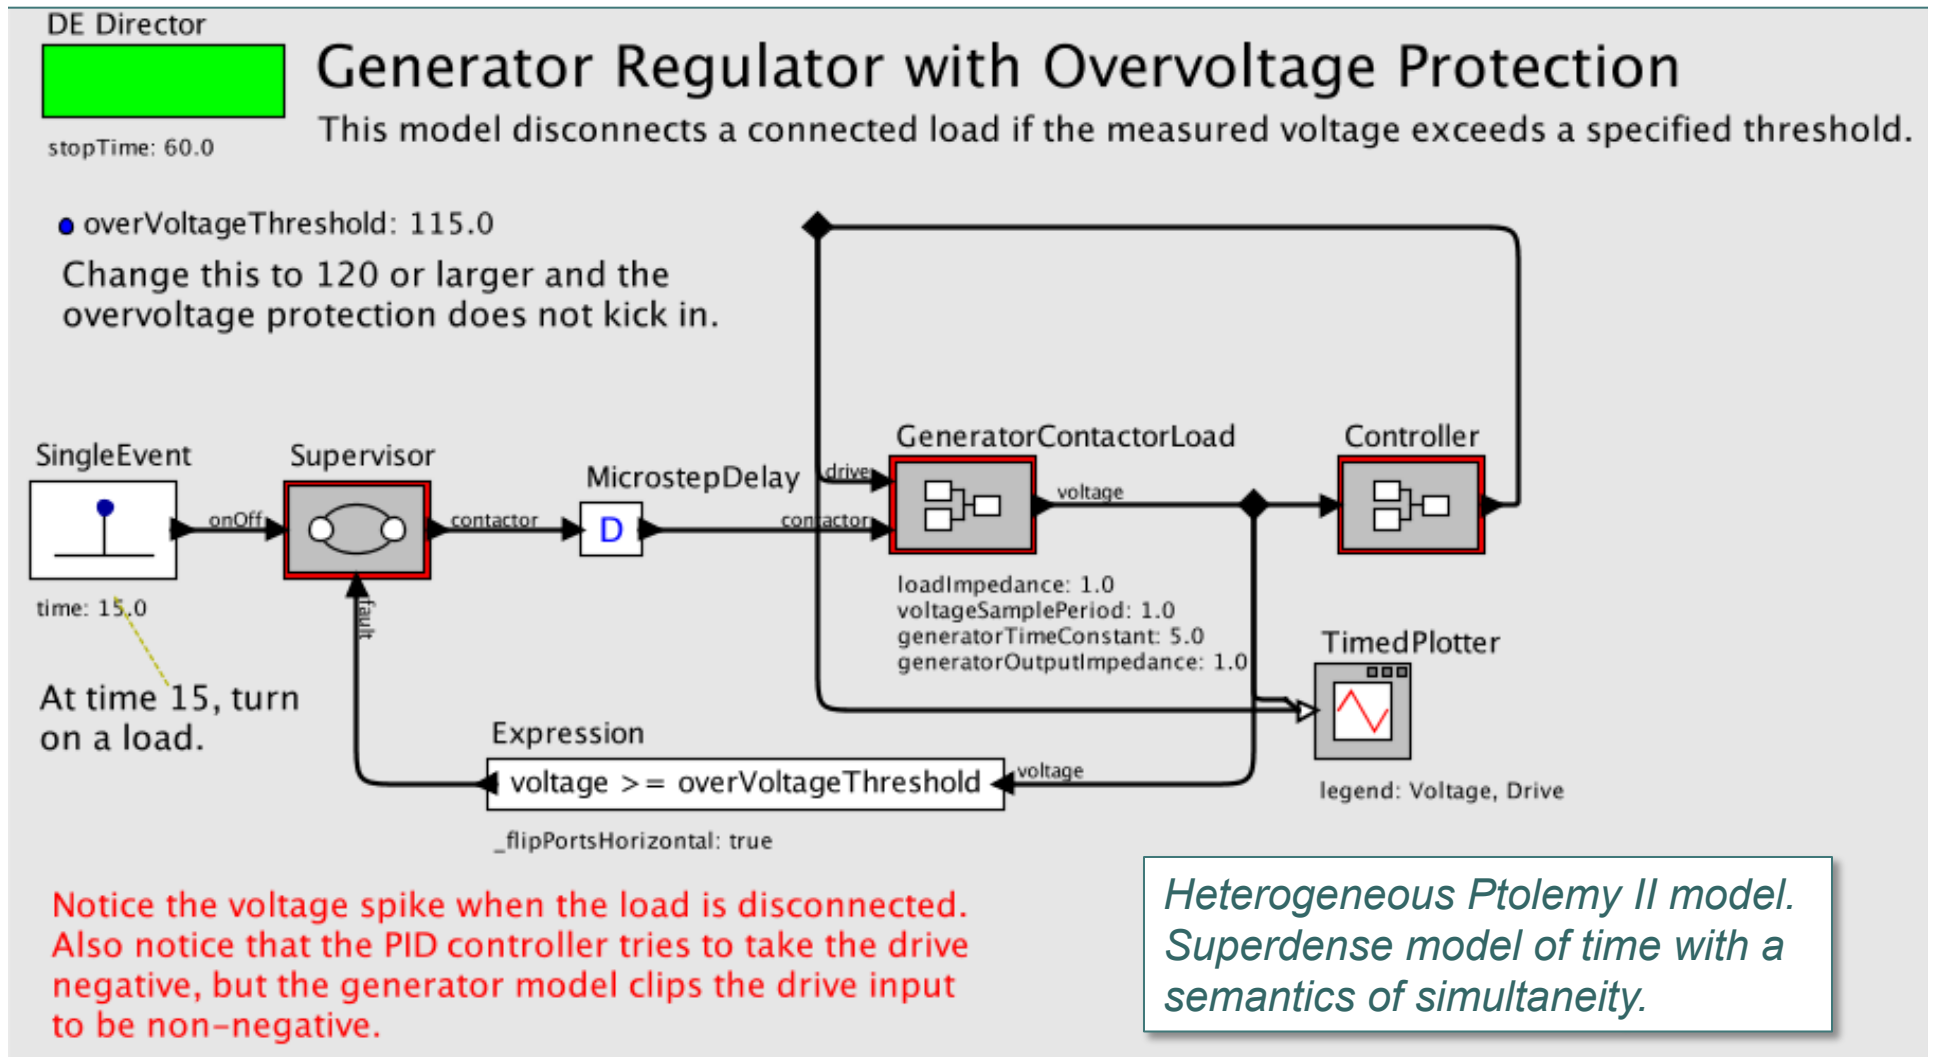 DE Director
Generator Regulator with Overvoltage Protection
This model disconnects a connected load if the measured voltage exceeds a specified threshold.
stopTime: 60.0
overVoltageThreshold: 115.0
Change this to 120 or larger and the
overvoltage protection does not kick in.
SingleEvent
Supervisor
MicrostepDelay
GeneratorContactorLoad
Controller
onOff
contactor
D
drive
contactor
voltage
time: 15.0
fault
loadImpedance: 1.0
voltageSamplePeriod: 1.0
generatorTimeConstant: 5.0
generatorOutputImpedance: 1.0
At time 15, turn
on a load.
TimedPlotter
legend: Voltage, Drive
Expression
voltage >= overVoltageThreshold
voltage
_flipPortsHorizontal: true
Notice the voltage spike when the load is disconnected.
Also notice that the PID controller tries to take the drive
negative, but the generator model clips the drive input
to be non-negative.
Heterogeneous Ptolemy II model.
Superdense model of time with a
semantics of simultaneity.